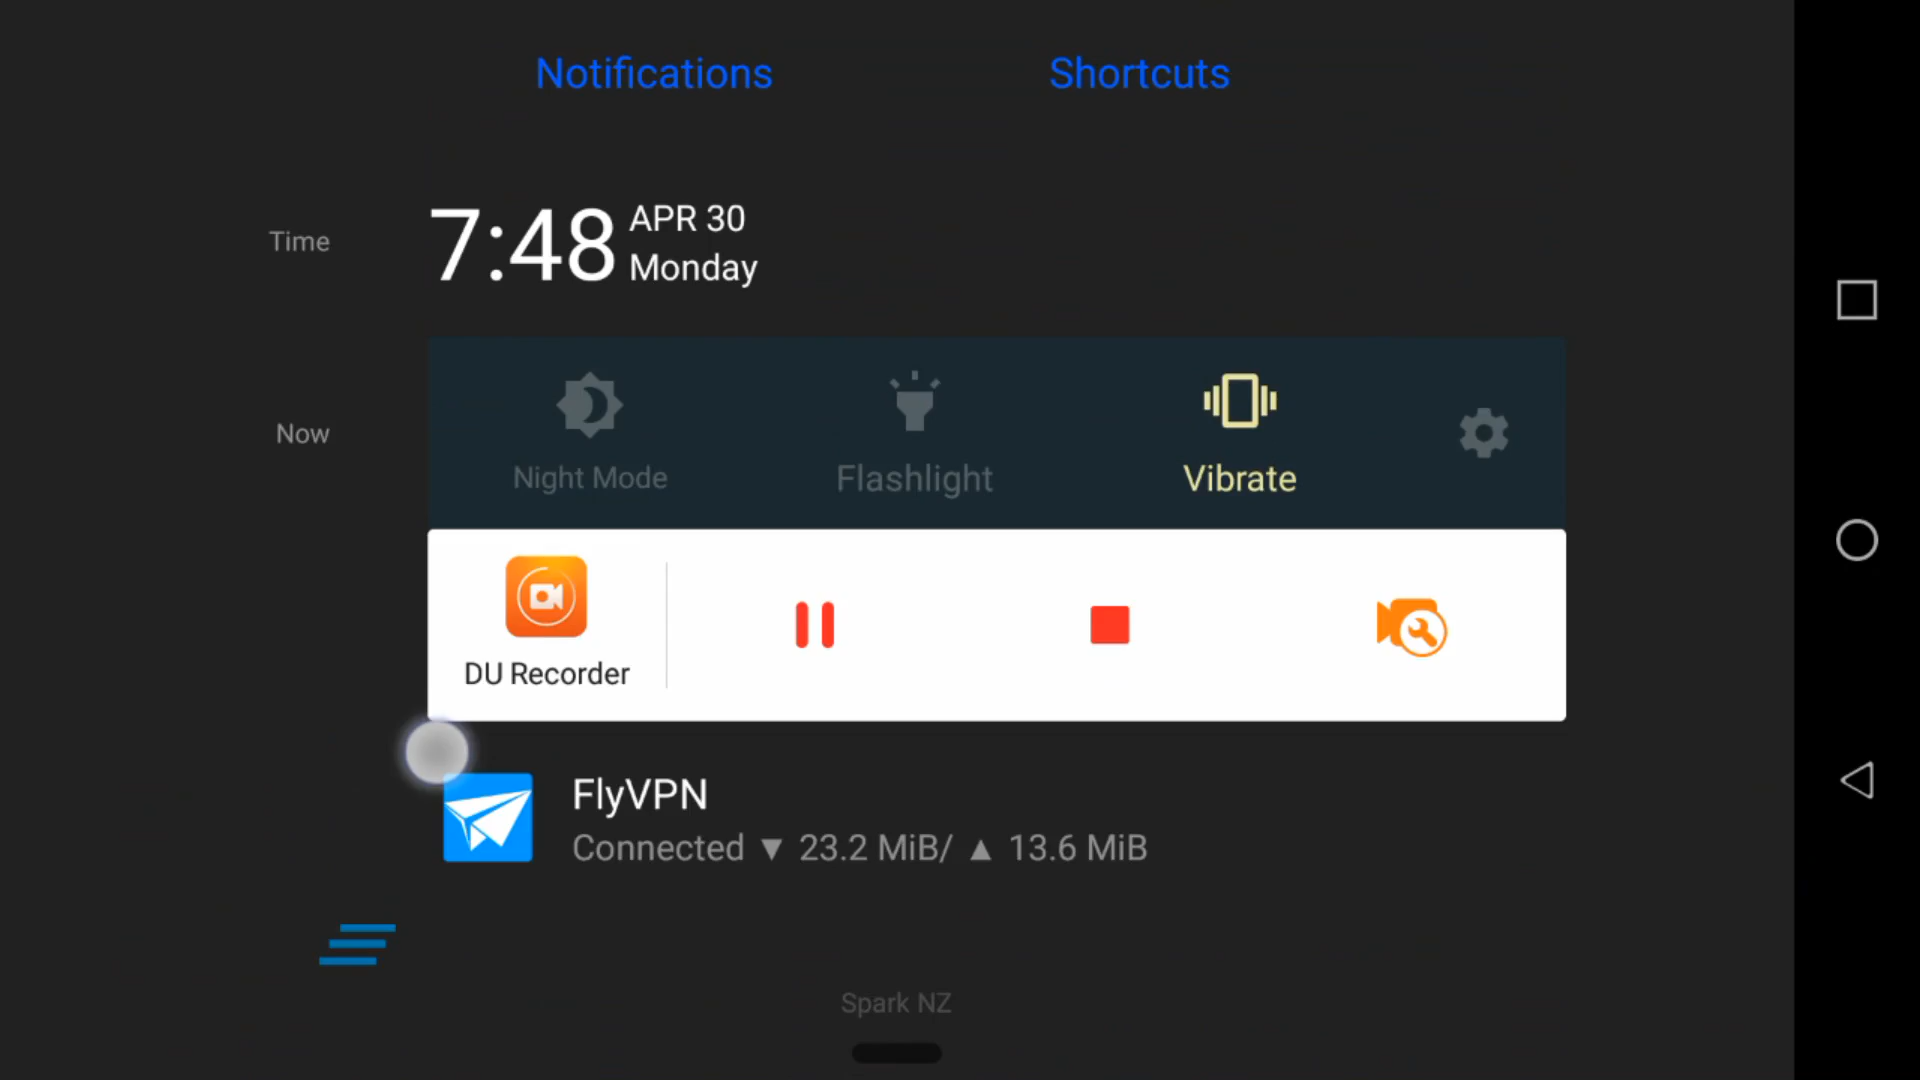 Notifications
Shortcuts
Time
7:48
APR 30
Monday
Now
Night Mode
Flashlight
Vibrate
DU Recorder
FlyVPN
Connected ▼ 23.2 MiB/ ▲ 13.6 MiB
Spark NZ